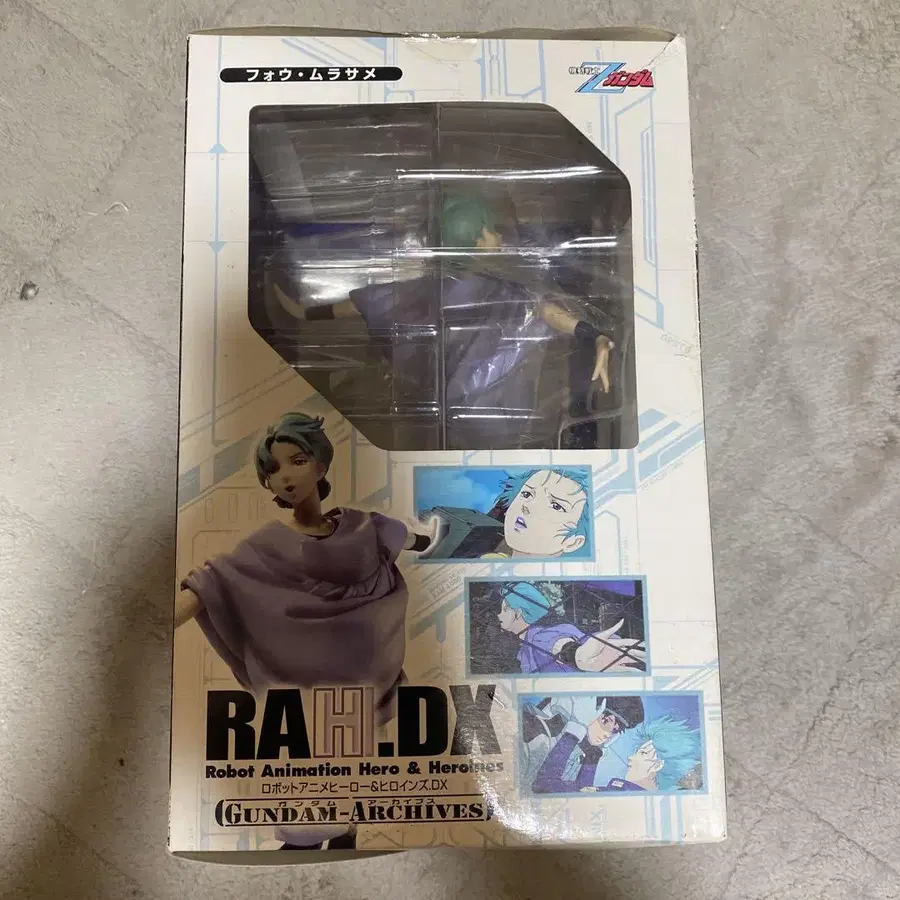 フォウ・ムラサメ
機動戦士
Zガンダム
RAH.DX
Robot Animation Hero & Heroines
ロボットアニメヒーロー&ヒロインズ.DX
ガンダム アーカイブス
GUNDAM-ARCHIVES